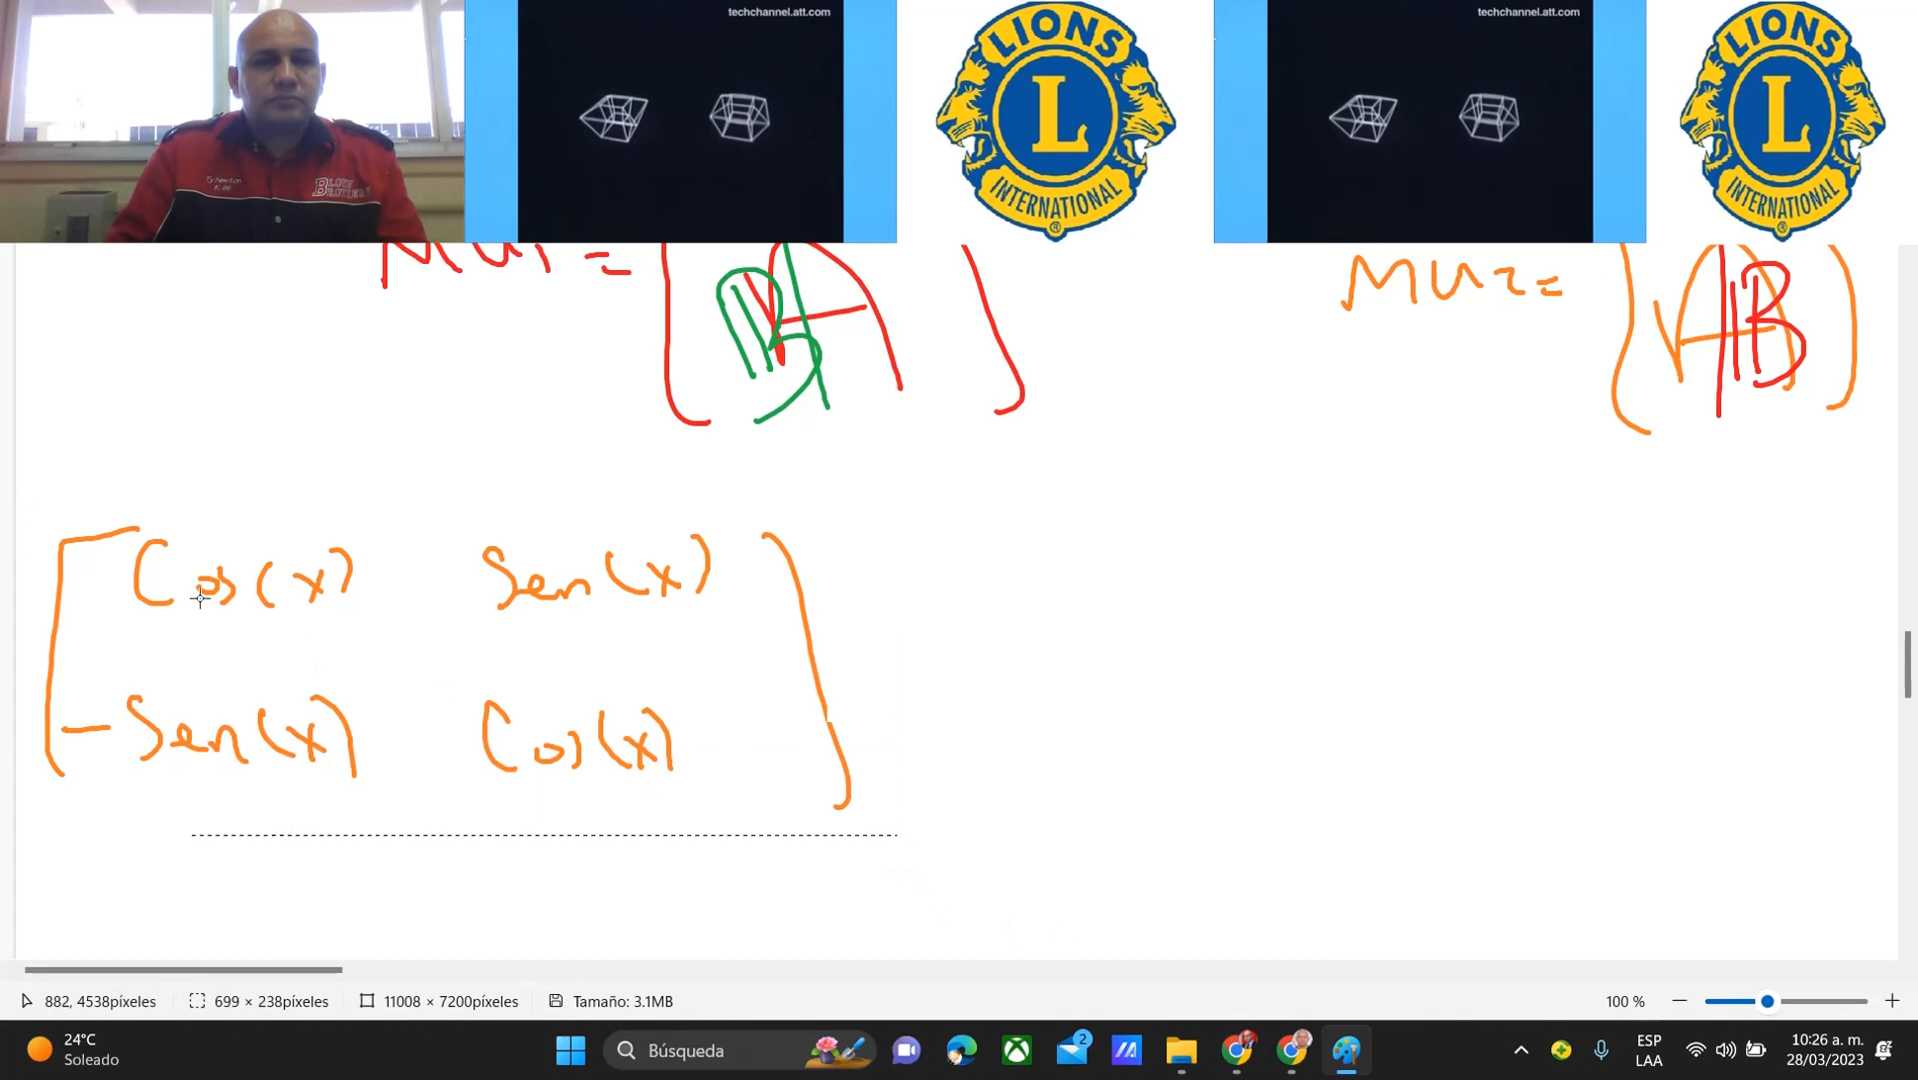 techchannel.att.com
techchannel.att.com
LIONS
L
INTERNATIONAL
®
LIONS
L
INTERNATIONAL
®
MU2=
A B
B A
Cos(x) Sen(x)
-Sen(x) Cos(x)
882, 4538píxeles
699 × 238píxeles
11008 × 7200píxeles
Tamaño: 3.1MB
100 %
24°C
Soleado
Búsqueda
2
ESP
LAA
10:26 a. m.
28/03/2023